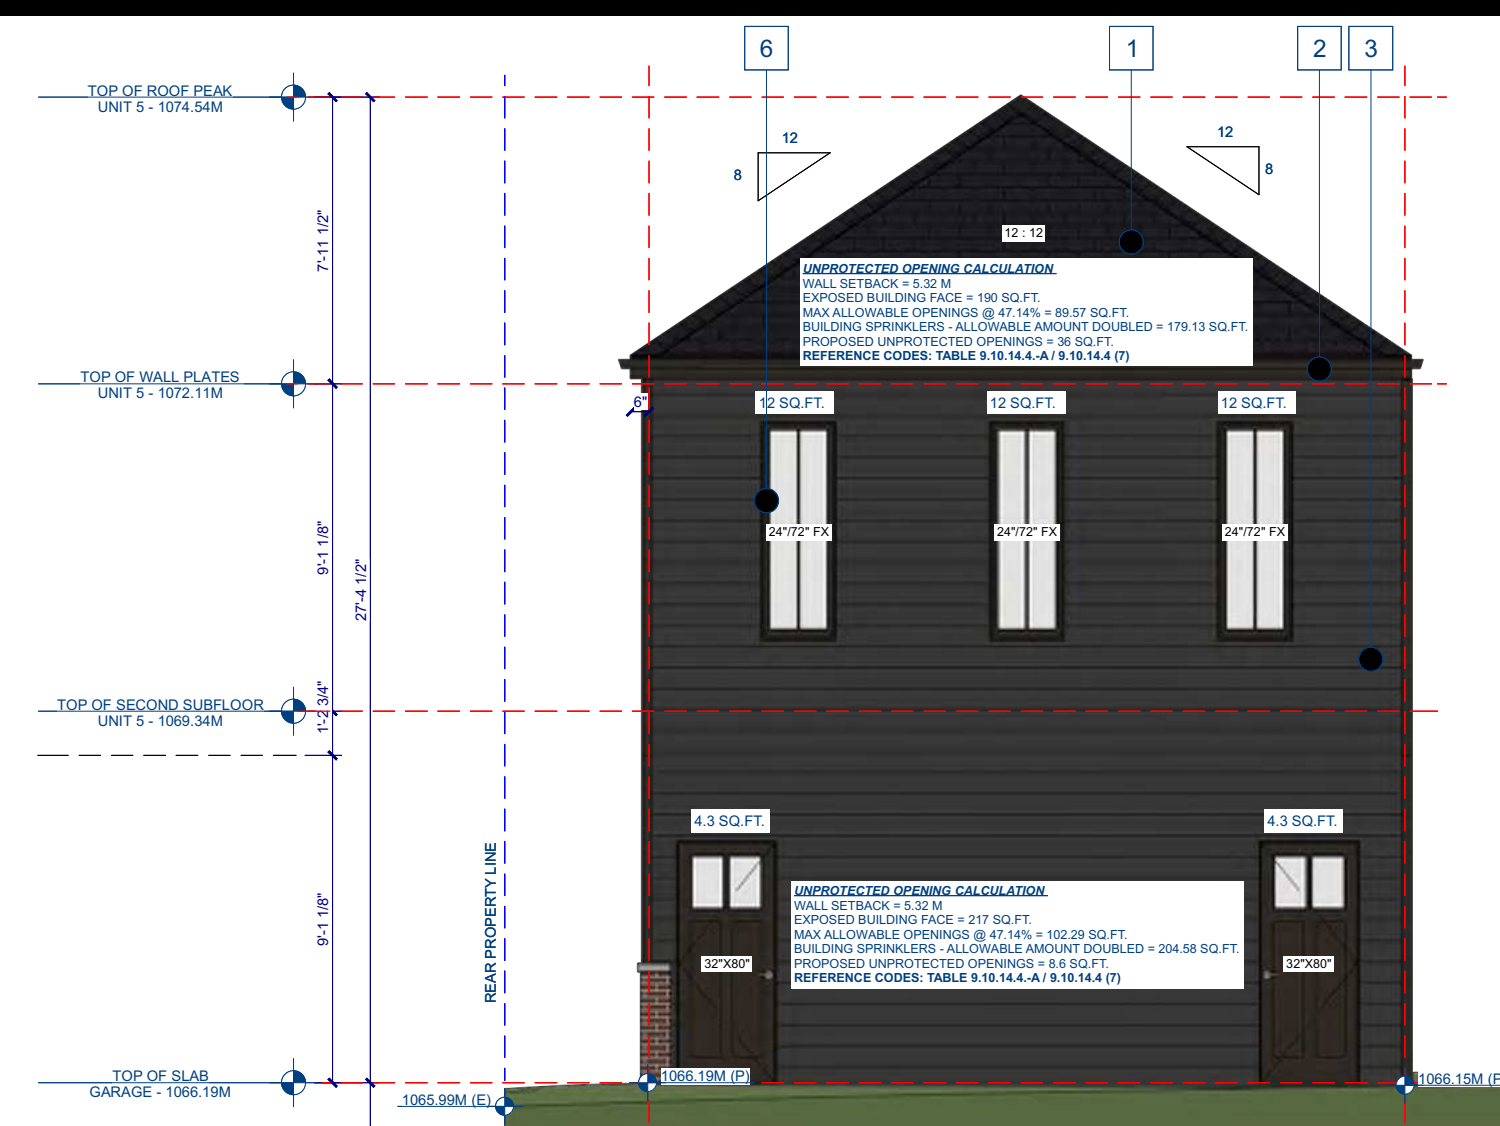 6
1
2
3
TOP OF ROOF PEAK
UNIT 5 - 1074.54M
12
8
12
8
7'-11 1/2"
12 : 12
UNPROTECTED OPENING CALCULATION
WALL SETBACK = 5.32 M
EXPOSED BUILDING FACE = 190 SQ.FT.
MAX ALLOWABLE OPENINGS @ 47.14% = 89.57 SQ.FT.
BUILDING SPRINKLERS - ALLOWABLE AMOUNT DOUBLED = 179.13 SQ.FT.
PROPOSED UNPROTECTED OPENINGS = 36 SQ.FT.
REFERENCE CODES: TABLE 9.10.14.4.-A / 9.10.14.4 (7)
TOP OF WALL PLATES
UNIT 5 - 1072.11M
6"
12 SQ.FT.
12 SQ.FT.
12 SQ.FT.
24"/72" FX
24"/72" FX
24"/72" FX
9'-1 1/8"
27'-4 1/2"
TOP OF SECOND SUBFLOOR
UNIT 5 - 1069.34M
1'-2 3/4"
4.3 SQ.FT.
4.3 SQ.FT.
REAR PROPERTY LINE
9'-1 1/8"
UNPROTECTED OPENING CALCULATION
WALL SETBACK = 5.32 M
EXPOSED BUILDING FACE = 217 SQ.FT.
MAX ALLOWABLE OPENINGS @ 47.14% = 102.29 SQ.FT.
BUILDING SPRINKLERS - ALLOWABLE AMOUNT DOUBLED = 204.58 SQ.FT.
PROPOSED UNPROTECTED OPENINGS = 8.6 SQ.FT.
REFERENCE CODES: TABLE 9.10.14.4.-A / 9.10.14.4 (7)
32"X80"
32"X80"
TOP OF SLAB
GARAGE - 1066.19M
1066.19M (P)
1066.15M (P
1065.99M (E)